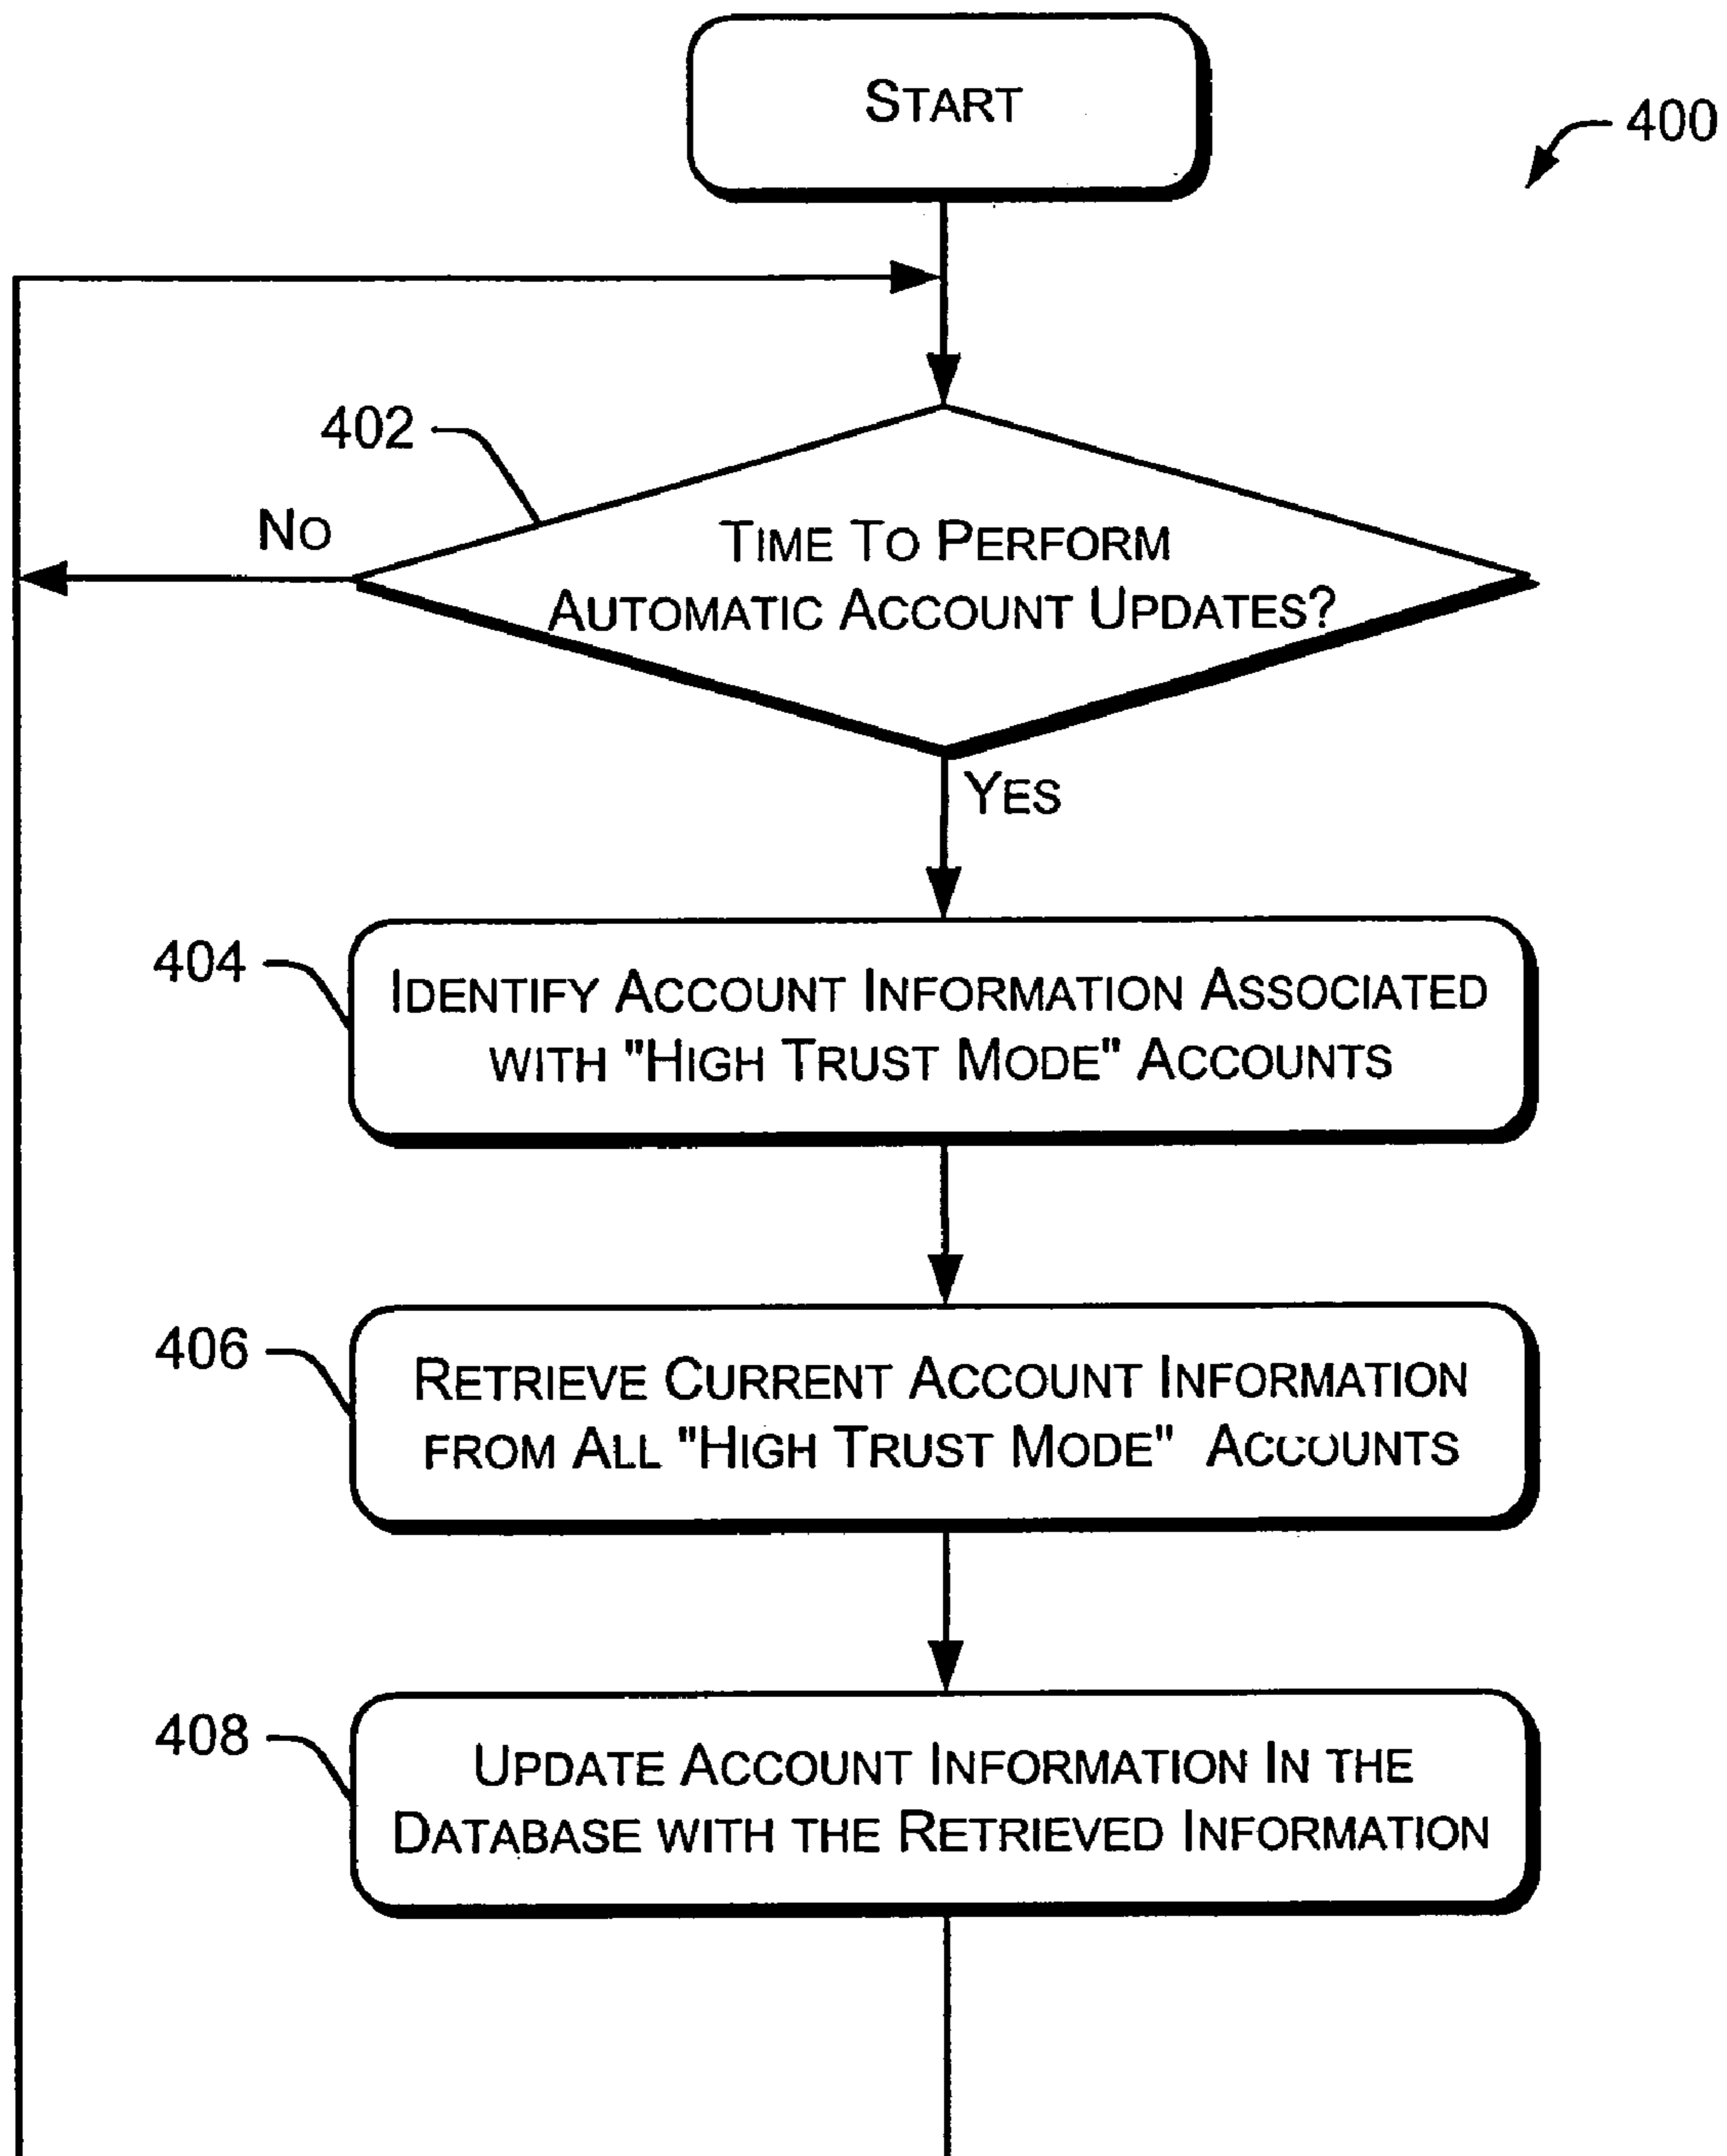 START
400
402
NO
TIME TO PERFORM
AUTOMATIC ACCOUNT UPDATES?
YES
404
IDENTIFY ACCOUNT INFORMATION ASSOCIATED
WITH "HIGH TRUST MODE" ACCOUNTS
406
RETRIEVE CURRENT ACCOUNT INFORMATION
FROM ALL "HIGH TRUST MODE" ACCOUNTS
408
UPDATE ACCOUNT INFORMATION IN THE
DATABASE WITH THE RETRIEVED INFORMATION